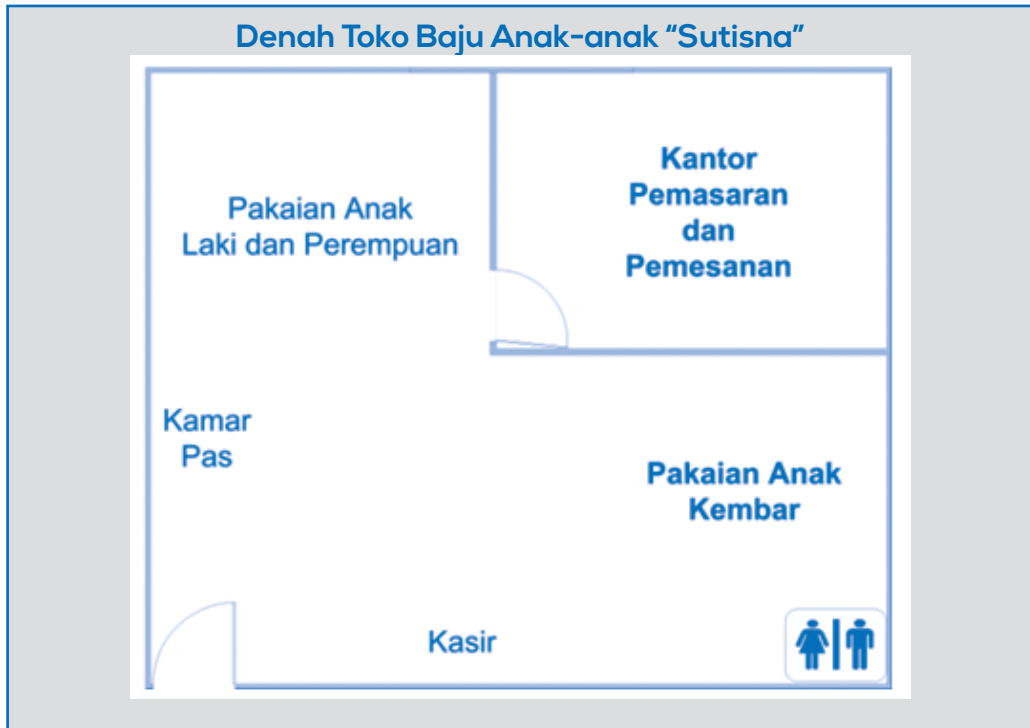 Denah Toko Baju Anak-anak “Sutisna”
Pakaian Anak
Laki dan Perempuan
Kantor
Pemasaran
dan
Pemesanan
Kamar
Pas
Pakaian Anak
Kembar
Kasir